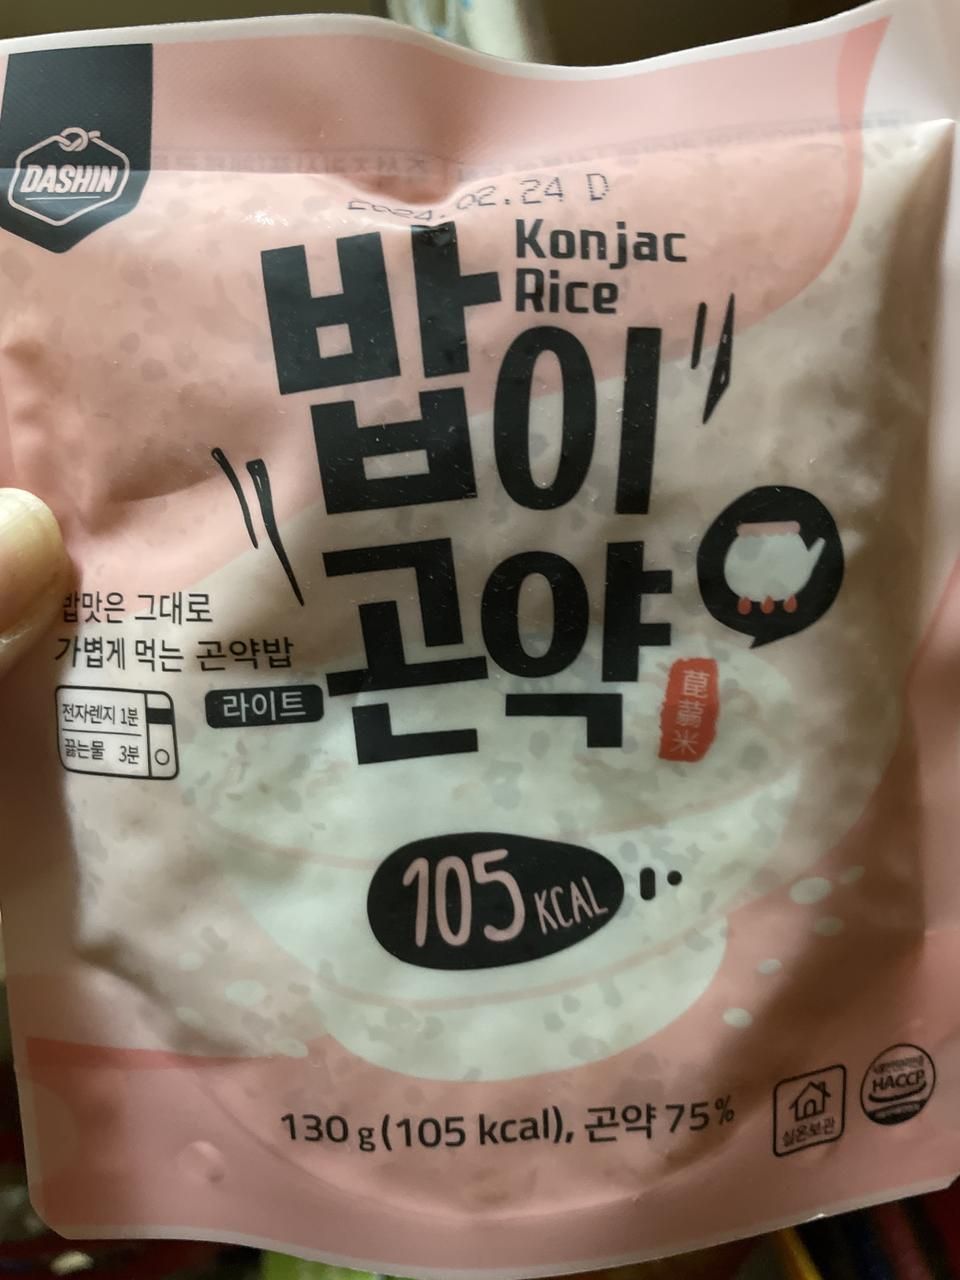 DASHIN
2024.02.24 D
Konjac
Rice
밥이
곤약
밥맛은 그대로
가볍게 먹는 곤약밥
라이트
전자렌지 1분
끓는물 3분
蒟蒻米
105 KCAL
130 g (105 kcal), 곤약 75%
실온보관
HACCP